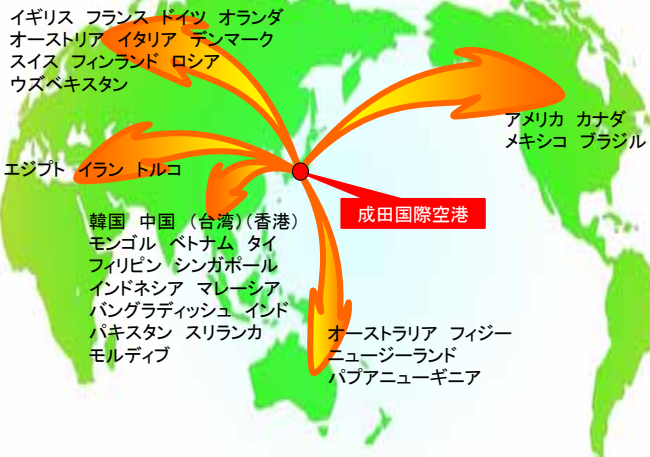 イギリス フランス ドイツ オランダ
オーストリア イタリア デンマーク
スイス フィンランド ロシア
ウズベキスタン
アメリカ カナダ
メキシコ ブラジル
エジプト イラン トルコ
成田国際空港
韓国 中国 (台湾)(香港)
モンゴル ベトナム タイ
フィリピン シンガポール
インドネシア マレーシア
バングラディッシュ インド
パキスタン スリランカ
モルディブ
オーストラリア フィジー
ニュージーランド
パプアニューギニア